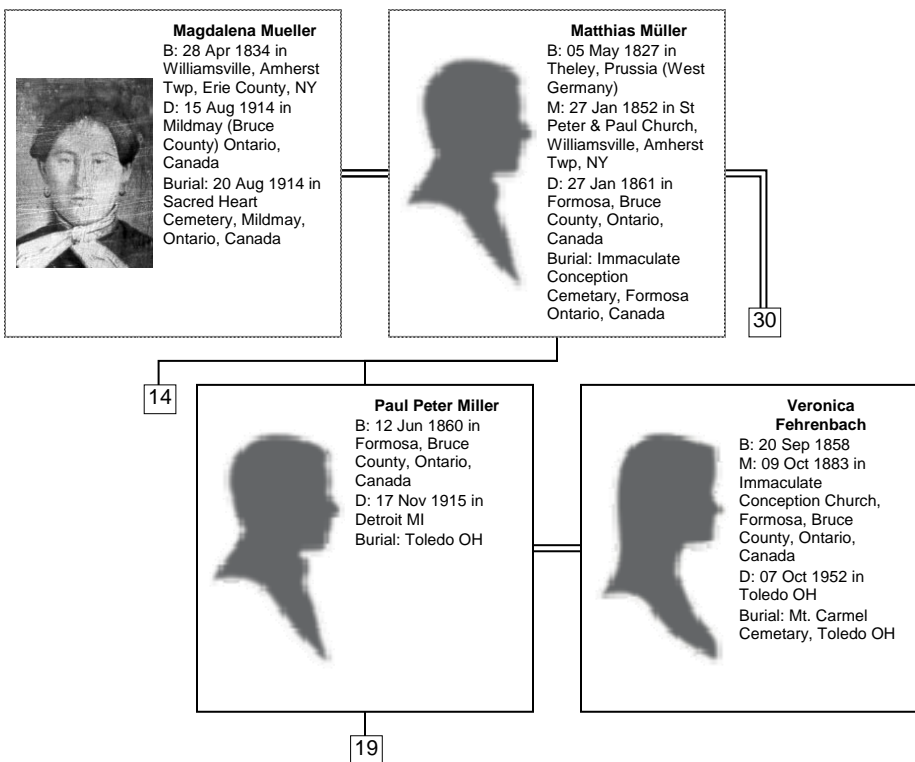 Magdalena Mueller
B: 28 Apr 1834 in
Williamsville, Amherst
Twp, Erie County, NY
D: 15 Aug 1914 in
Mildmay (Bruce
County) Ontario,
Canada
Burial: 20 Aug 1914 in
Sacred Heart
Cemetery, Mildmay,
Ontario, Canada
Matthias Müller
B: 05 May 1827 in
Theley, Prussia (West
Germany)
M: 27 Jan 1852 in St
Peter & Paul Church,
Williamsville, Amherst
Twp, NY
D: 27 Jan 1861 in
Formosa, Bruce
County, Ontario,
Canada
Burial: Immaculate
Conception
Cemetary, Formosa
Ontario, Canada
30
14
Paul Peter Miller
B: 12 Jun 1860 in
Formosa, Bruce
County, Ontario,
Canada
D: 17 Nov 1915 in
Detroit MI
Burial: Toledo OH
Veronica
Fehrenbach
B: 20 Sep 1858
M: 09 Oct 1883 in
Immaculate
Conception Church,
Formosa, Bruce
County, Ontario,
Canada
D: 07 Oct 1952 in
Toledo OH
Burial: Mt. Carmel
Cemetary, Toledo OH
19